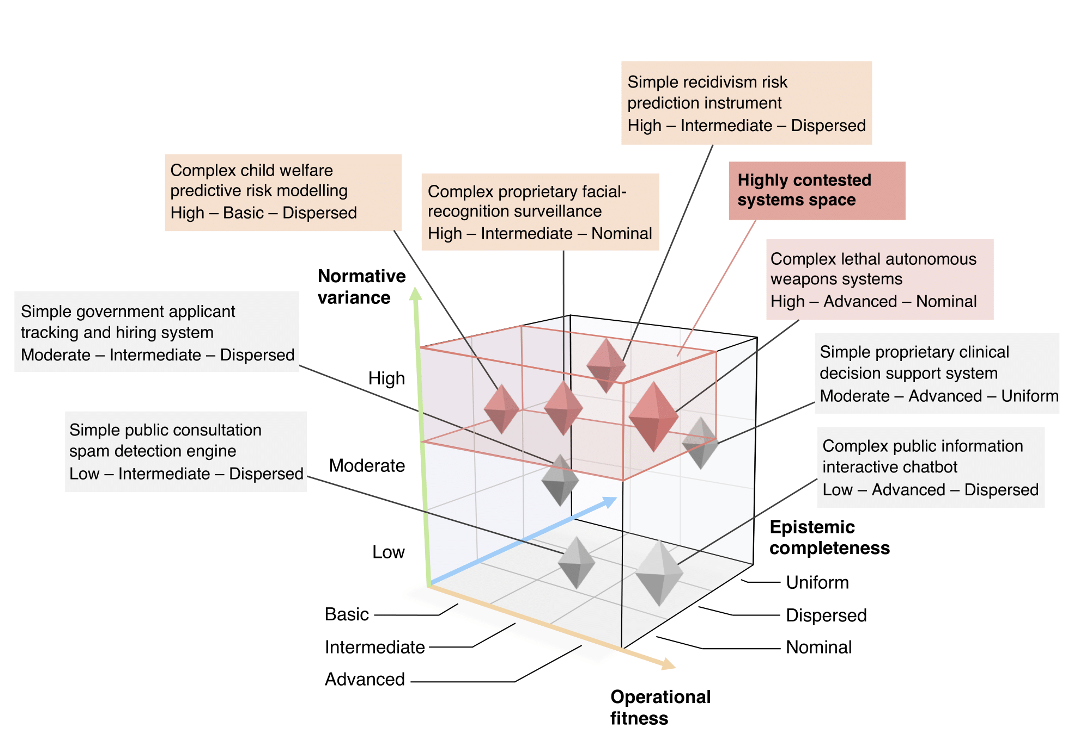 Simple recidivism risk
prediction instrument
High – Intermediate – Dispersed
Complex child welfare
predictive risk modelling
High – Basic – Dispersed
Complex proprietary facial-
recognition surveillance
High – Intermediate – Nominal
Highly contested
systems space
Complex lethal autonomous
weapons systems
High – Advanced – Nominal
Normative
variance
Simple government applicant
tracking and hiring system
Moderate – Intermediate – Dispersed
Simple proprietary clinical
decision support system
Moderate – Advanced – Uniform
High
Simple public consultation
spam detection engine
Low – Intermediate – Dispersed
Complex public information
interactive chatbot
Low – Advanced – Dispersed
Moderate
Low
Epistemic
completeness
Uniform
Dispersed
Nominal
Basic
Intermediate
Advanced
Operational
fitness